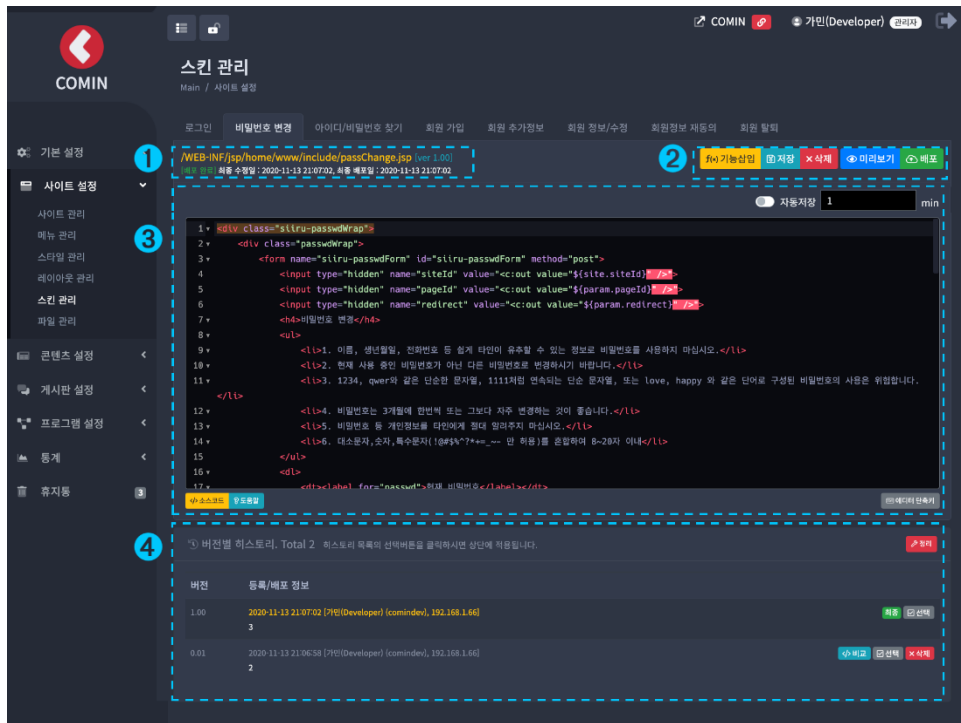 COMIN
가민(Developer) 관리자
COMIN
스킨 관리
Main / 사이트 설정
로그인 비밀번호 변경 아이디/비밀번호 찾기 회원 가입 회원 추가정보 회원 정보/수정 회원정보 재동의 회원 탈퇴
기본 설정
사이트 설정
사이트 관리
메뉴 관리
스타일 관리
레이아웃 관리
스킨 관리
파일 관리
콘텐츠 설정
게시판 설정
프로그램 설정
통계
휴지통 3
1
/WEB-INF/jsp/home/www/include/passChange.jsp [ver 1.00]
[배포 완료] 최종 수정일 : 2020-11-13 21:07:02, 최종 배포일 : 2020-11-13 21:07:02
2
f(x) 기능삽입 저장 삭제 미리보기 배포
3
자동저장 1 min
1 <div class="siiru-passwdWrap">
2 <div class="passwdWrap">
3 <form name="siiru-passwdForm" id="siiru-passwdForm" method="post">
4 <input type="hidden" name="siteId" value="<c:out value="${site.siteId}" />">
5 <input type="hidden" name="pageId" value="<c:out value="${param.pageId}" />">
6 <input type="hidden" name="redirect" value="<c:out value="${param.redirect}" />">
7 <h4>비밀번호 변경</h4>
8 <ul>
9 <li>1. 이름, 생년월일, 전화번호 등 쉽게 타인이 유추할 수 있는 정보로 비밀번호를 사용하지 마십시오.</li>
10 <li>2. 현재 사용 중인 비밀번호가 아닌 다른 비밀번호로 변경하시기 바랍니다.</li>
11 <li>3. 1234, qwer와 같은 단순한 문자열, 1111처럼 연속되는 단순 문자열, 또는 love, happy 와 같은 단어로 구성된 비밀번호의 사용은 위험합니다.
</li>
12 <li>4. 비밀번호는 3개월에 한번씩 또는 그보다 자주 변경하는 것이 좋습니다.</li>
13 <li>5. 비밀번호 등 개인정보를 타인에게 절대 알려주지 마십시오.</li>
14 <li>6. 대소문자,숫자,특수문자(!@#$%^?*+=_~- 만 허용)를 혼합하여 8~20자 이내</li>
15 </ul>
16 <dl>
17 <dt><label for="passwd">현재 비밀번호</label></dt>
</> 소스코드 도움말 에디터 단축키
4
버전별 히스토리. Total 2 히스토리 목록의 선택버튼을 클릭하시면 상단에 적용됩니다. 정리
버전 등록/배포 정보
1.00 2020-11-13 21:07:02 [가민(Developer) (comindev), 192.168.1.66] 최종 선택
3
0.01 2020-11-13 21:06:58 [가민(Developer) (comindev), 192.168.1.66] </> 비교 선택 삭제
2